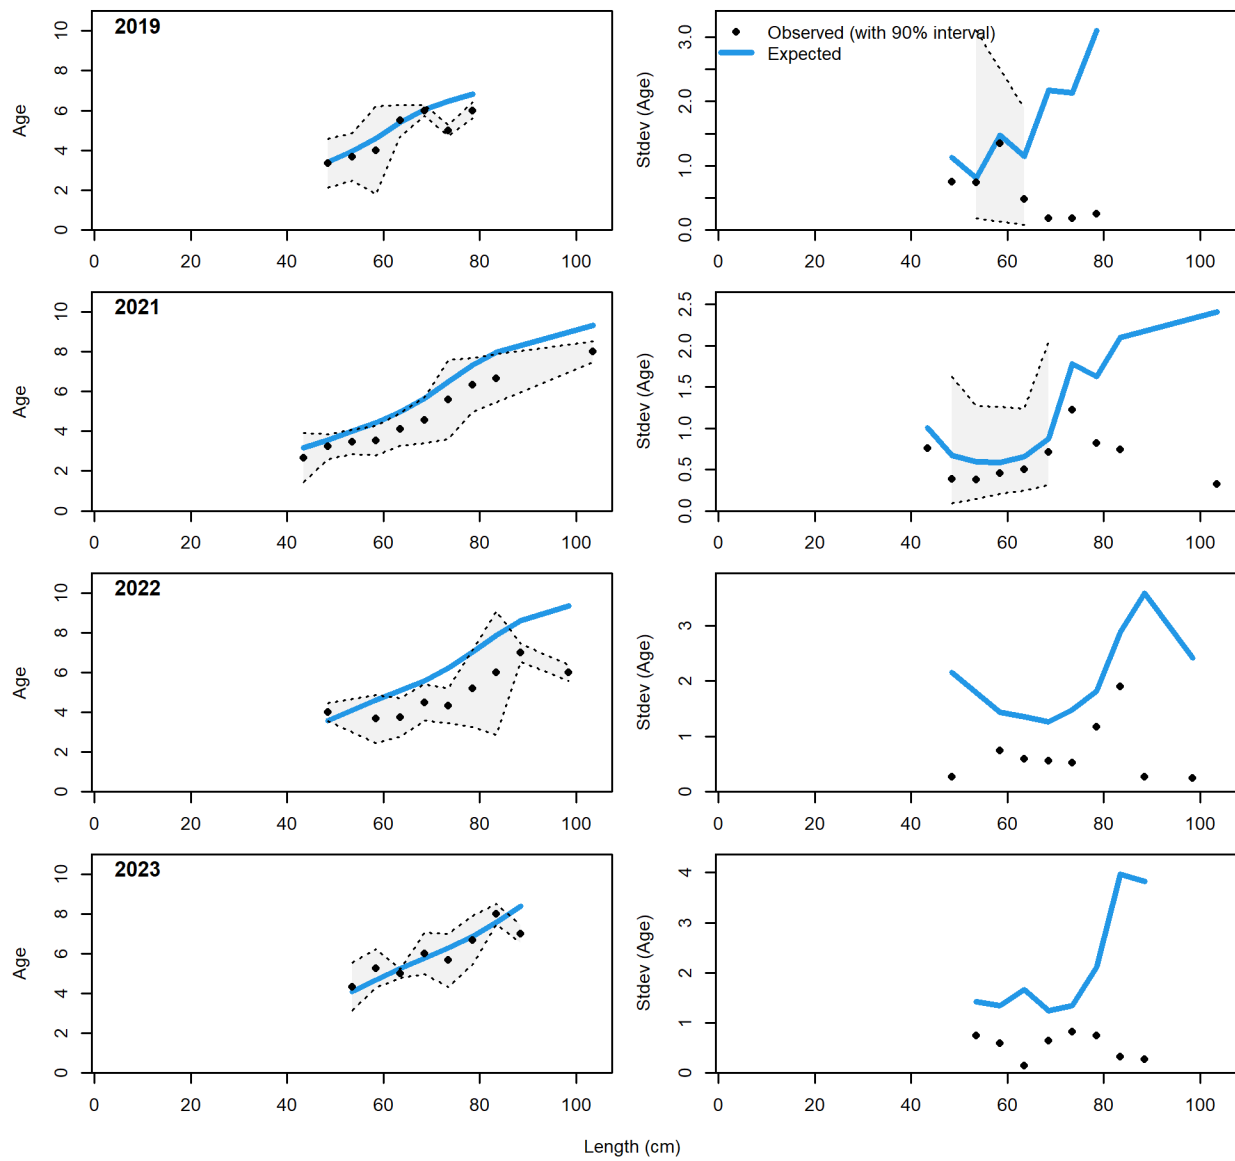 2019
Age
0 2 4 6 8 10
0 20 40 60 80 100
Observed (with 90% interval)
Expected
Stdev (Age)
0.0 1.0 2.0 3.0
0 20 40 60 80 100
2021
Age
0 2 4 6 8 10
0 20 40 60 80 100
Stdev (Age)
0.0 0.5 1.0 1.5 2.0 2.5
0 20 40 60 80 100
2022
Age
0 2 4 6 8 10
0 20 40 60 80 100
Stdev (Age)
0 1 2 3
0 20 40 60 80 100
2023
Age
0 2 4 6 8 10
0 20 40 60 80 100
Stdev (Age)
0 1 2 3 4
0 20 40 60 80 100
Length (cm)